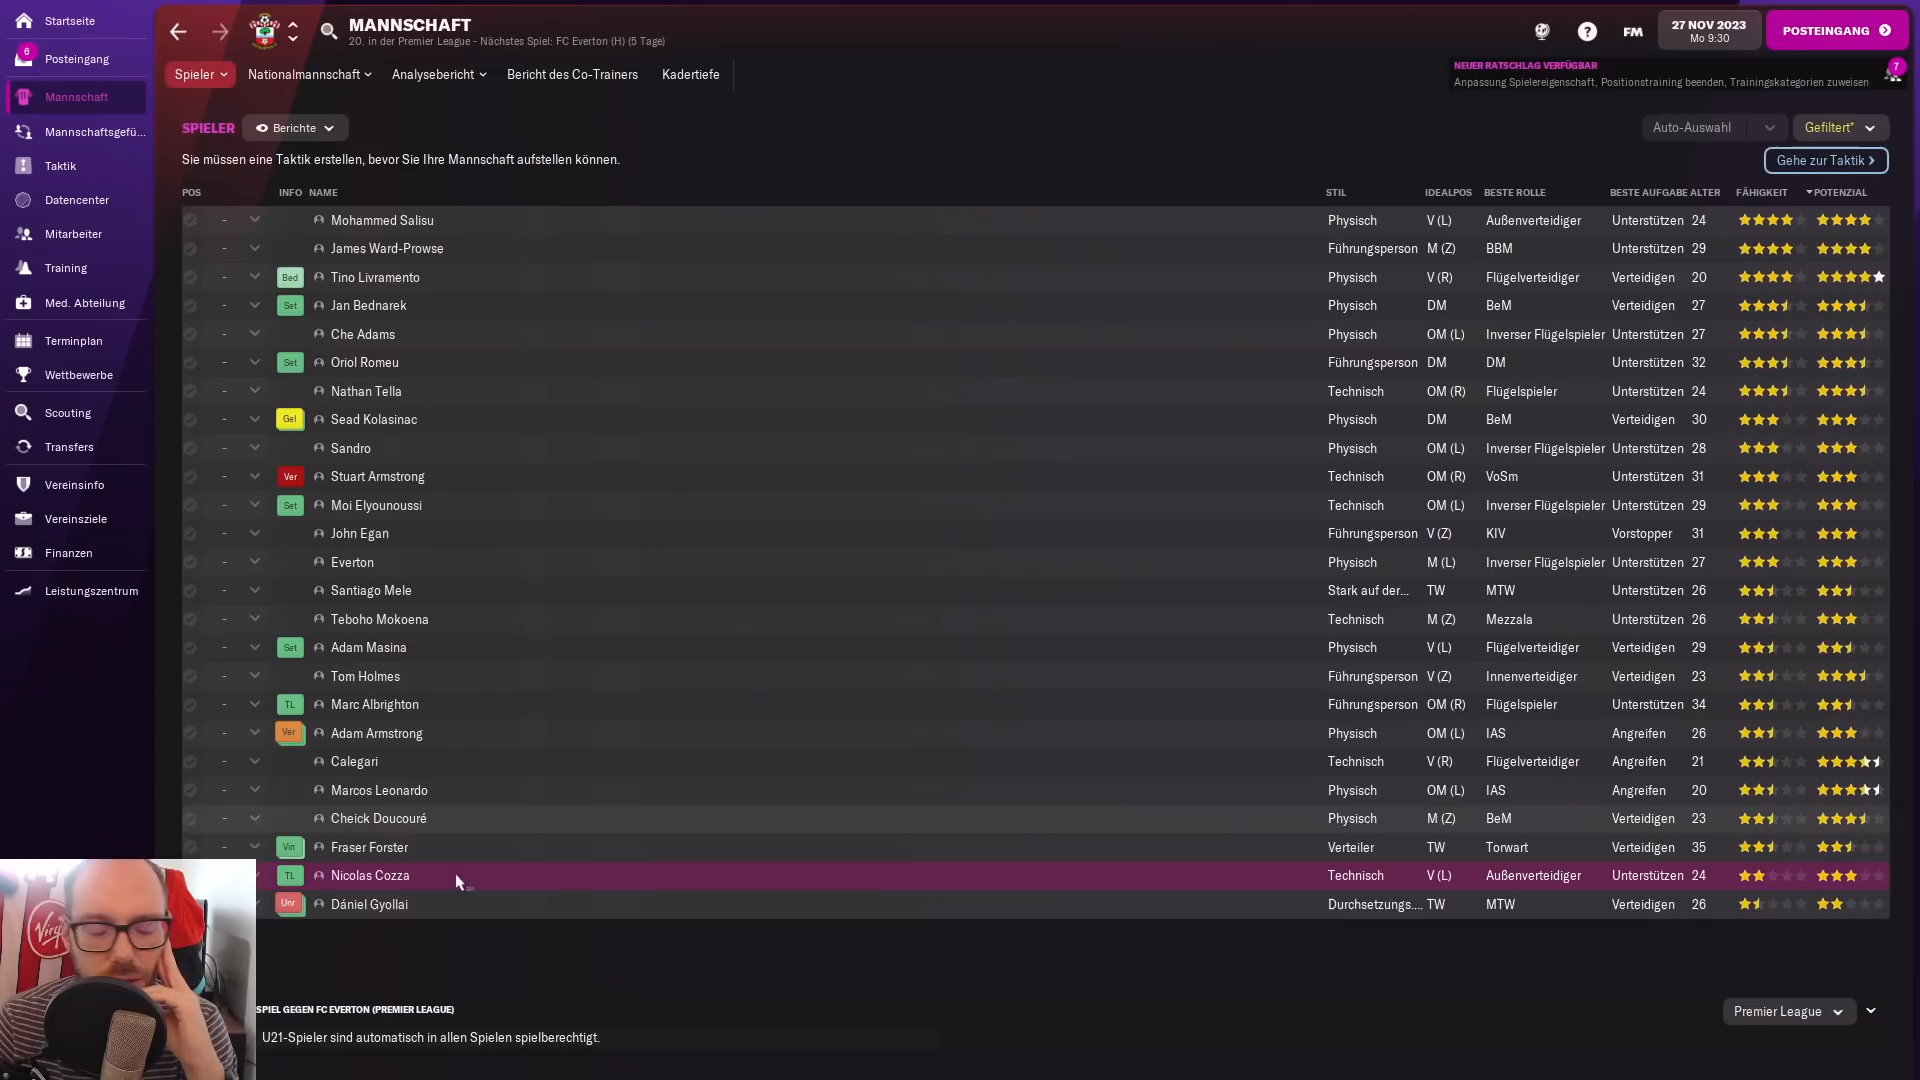 Startseite
6
Posteingang
Mannschaft
Mannschaftsgefü...
Taktik
Datencenter
Mitarbeiter
Training
Med. Abteilung
Terminplan
Wettbewerbe
Scouting
Transfers
Vereinsinfo
Vereinsziele
Finanzen
Leistungszentrum
MANNSCHAFT
20. in der Premier League - Nächstes Spiel: FC Everton (H) (5 Tage)
FM
27 NOV 2023
Mo 9:30
POSTEINGANG
Spieler Nationalmannschaft Analysebericht Bericht des Co-Trainers Kadertiefe
NEUER RATSCHLAG VERFÜGBAR
Anpassung Spielereigenschaft, Positionstraining beenden, Trainingskategorien zuweisen
7
SPIELER Berichte Auto-Auswahl Gefiltert*
Sie müssen eine Taktik erstellen, bevor Sie Ihre Mannschaft aufstellen können. Gehe zur Taktik
POS INFO NAME STIL IDEALPOS BESTE ROLLE BESTE AUFGABE ALTER FÄHIGKEIT POTENZIAL
- Mohammed Salisu Physisch V (L) Außenverteidiger Unterstützen 24
- James Ward-Prowse Führungsperson M (Z) BBM Unterstützen 29
- Bed Tino Livramento Physisch V (R) Flügelverteidiger Verteidigen 20
- Set Jan Bednarek Physisch DM BeM Verteidigen 27
- Che Adams Physisch OM (L) Inverser Flügelspieler Unterstützen 27
- Set Oriol Romeu Führungsperson DM DM Unterstützen 32
- Nathan Tella Technisch OM (R) Flügelspieler Unterstützen 24
- Gel Sead Kolasinac Physisch DM BeM Verteidigen 30
- Sandro Physisch OM (L) Inverser Flügelspieler Unterstützen 28
- Ver Stuart Armstrong Technisch OM (R) VoSm Unterstützen 31
- Set Moi Elyounoussi Technisch OM (L) Inverser Flügelspieler Unterstützen 29
- John Egan Führungsperson V (Z) KIV Vorstopper 31
- Everton Physisch M (L) Inverser Flügelspieler Unterstützen 27
- Santiago Mele Stark auf der... TW MTW Unterstützen 26
- Teboho Mokoena Technisch M (Z) Mezzala Unterstützen 26
- Set Adam Masina Physisch V (L) Flügelverteidiger Verteidigen 29
- Tom Holmes Führungsperson V (Z) Innenverteidiger Verteidigen 23
- TL Marc Albrighton Führungsperson OM (R) Flügelspieler Unterstützen 34
- Ver Adam Armstrong Physisch OM (L) IAS Angreifen 26
- Calegari Technisch V (R) Flügelverteidiger Angreifen 21
- Marcos Leonardo Physisch OM (L) IAS Angreifen 20
- Cheick Doucouré Physisch M (Z) BeM Verteidigen 23
- Vin Fraser Forster Verteiler TW Torwart Verteidigen 35
TL Nicolas Cozza Technisch V (L) Außenverteidiger Unterstützen 24
Unr Dániel Gyollai Durchsetzungs.... TW MTW Verteidigen 26
Virgin
SPIEL GEGEN FC EVERTON (PREMIER LEAGUE)
Premier League
U21-Spieler sind automatisch in allen Spielen spielberechtigt.